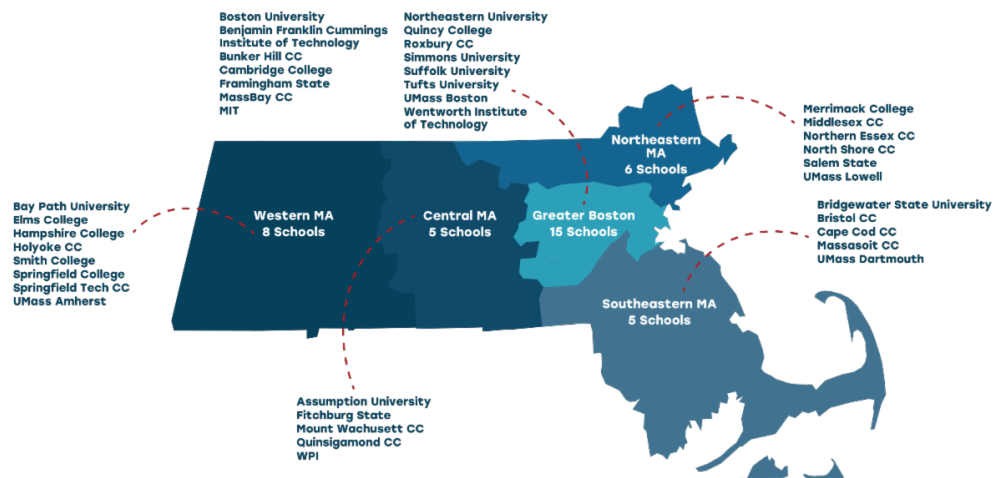 Boston University
Benjamin Franklin Cummings
Institute of Technology
Bunker Hill CC
Cambridge College
Framingham State
MassBay CC
MIT
Northeastern University
Quincy College
Roxbury CC
Simmons University
Suffolk University
Tufts University
UMass Boston
Wentworth Institute
of Technology
Merrimack College
Middlesex CC
Northern Essex CC
North Shore CC
Salem State
UMass Lowell
Northeastern
MA
6 Schools
Bay Path University
Elms College
Hampshire College
Holyoke CC
Smith College
Springfield College
Springfield Tech CC
UMass Amherst
Western MA
8 Schools
Central MA
5 Schools
Greater Boston
15 Schools
Bridgewater State University
Bristol CC
Cape Cod CC
Massasoit CC
UMass Dartmouth
Southeastern MA
5 Schools
Assumption University
Fitchburg State
Mount Wachusett CC
Quinsigamond CC
WPI